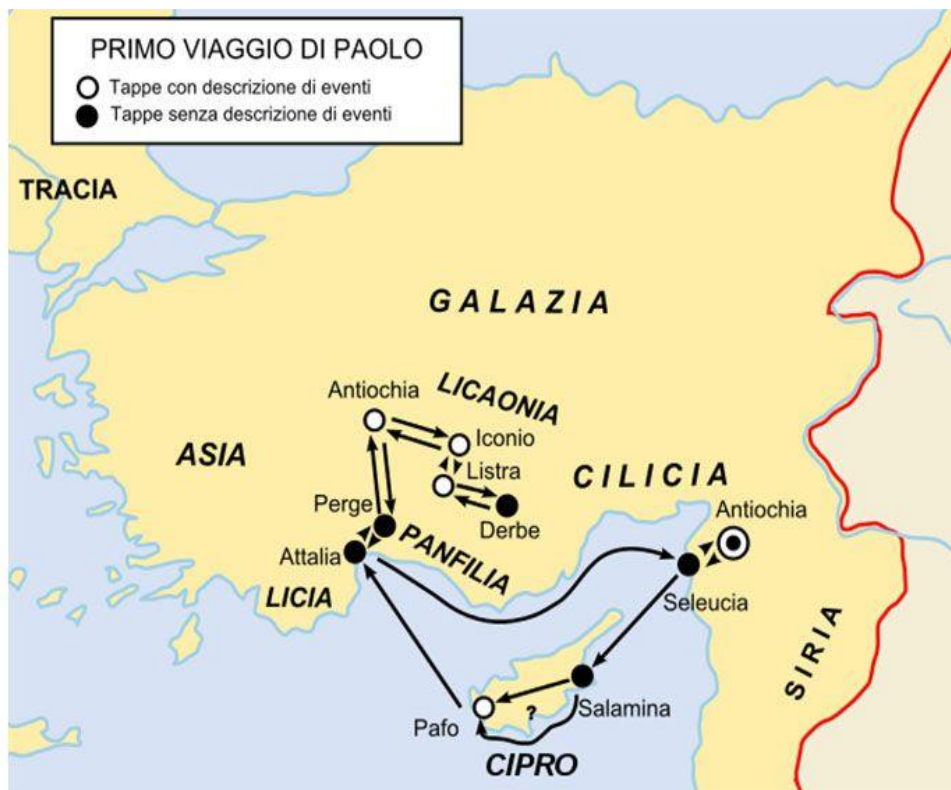 PRIMO VIAGGIO DI PAOLO
Tappe con descrizione di eventi
Tappe senza descrizione di eventi
TRACIA
GALAZIA
LICAONIA
Antiochia
Iconio
ASIA
Listra
CILICIA
Antiochia
Perge
Derbe
PANFILIA
Attalia
LICIA
Seleucia
SIRIA
Salamina
?
Pafo
CIPRO